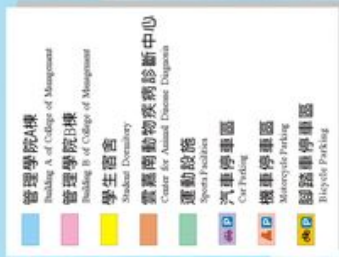 管理學院A棟
Building A of College of Management
管理學院B棟
Building B of College of Management
學生宿舍
Student Dormitory
雲嘉南動物疾病診斷中心
Center for Animal Disease Diagnosis
運動設施
Sports Facilities
P 汽車停車區
Car Parking
P 機車停車區
Motorcycle Parking
P 腳踏車停車區
Bicycle Parking